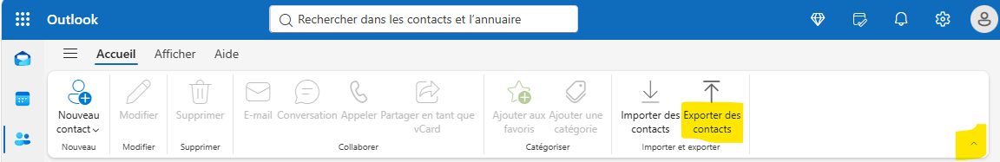 Outlook
Rechercher dans les contacts et l'annuaire
Accueil Afficher Aide
Nouveau
contact
Modifier
Supprimer
E-mail
Conversation
Appeler
Partager en tant que
vCard
Ajouter aux
favoris
Ajouter une
catégorie
Importer des
contacts
Exporter des
contacts
Nouveau
Modifier
Supprimer
Collaborer
Catégoriser
Importer et exporter